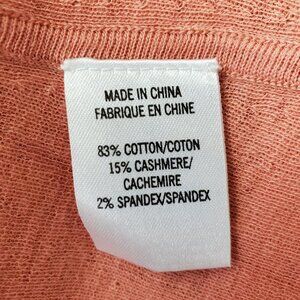 MADE IN CHINA
FABRIQUE EN CHINE
83% COTTON/COTON
15% CASHMERE/
CACHEMIRE
2% SPANDEX/SPANDEX